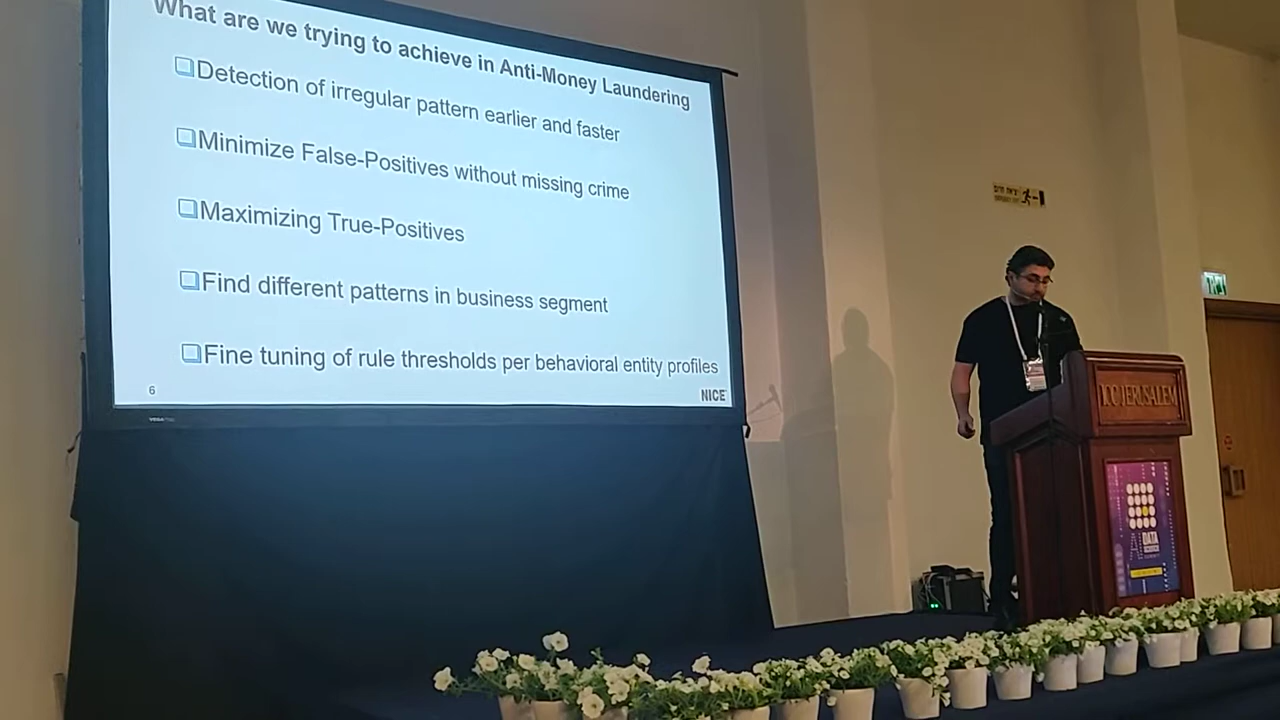 What are we trying to achieve in Anti-Money Laundering
Detection of irregular pattern earlier and faster
Minimize False-Positives without missing crime
Maximizing True-Positives
Find different patterns in business segment
Fine tuning of rule thresholds per behavioral entity profiles
6
NICE
ICC JERUSALEM
AI
DATA